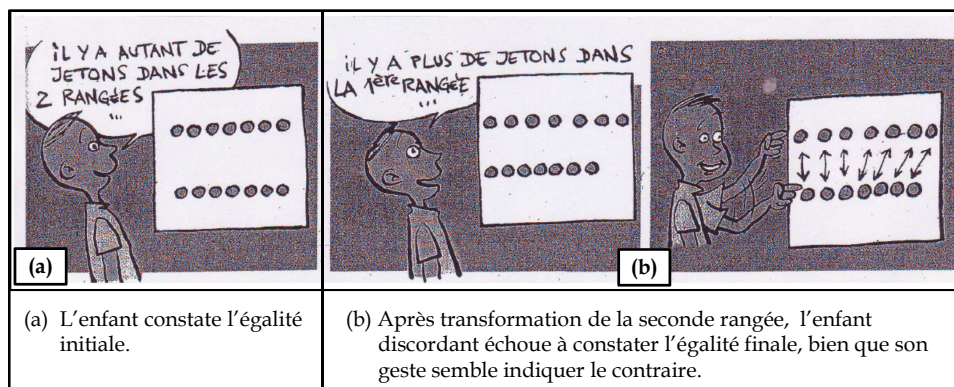 IL Y A AUTANT DE
JETONS DANS LES
2 RANGÉES
...
(a)
IL Y A PLUS DE JETONS DANS
LA 1ère RANGÉE
...
(b)
(a) L'enfant constate l'égalité
initiale.
(b) Après transformation de la seconde rangée, l'enfant
discordant échoue à constater l'égalité finale, bien que son
geste semble indiquer le contraire.